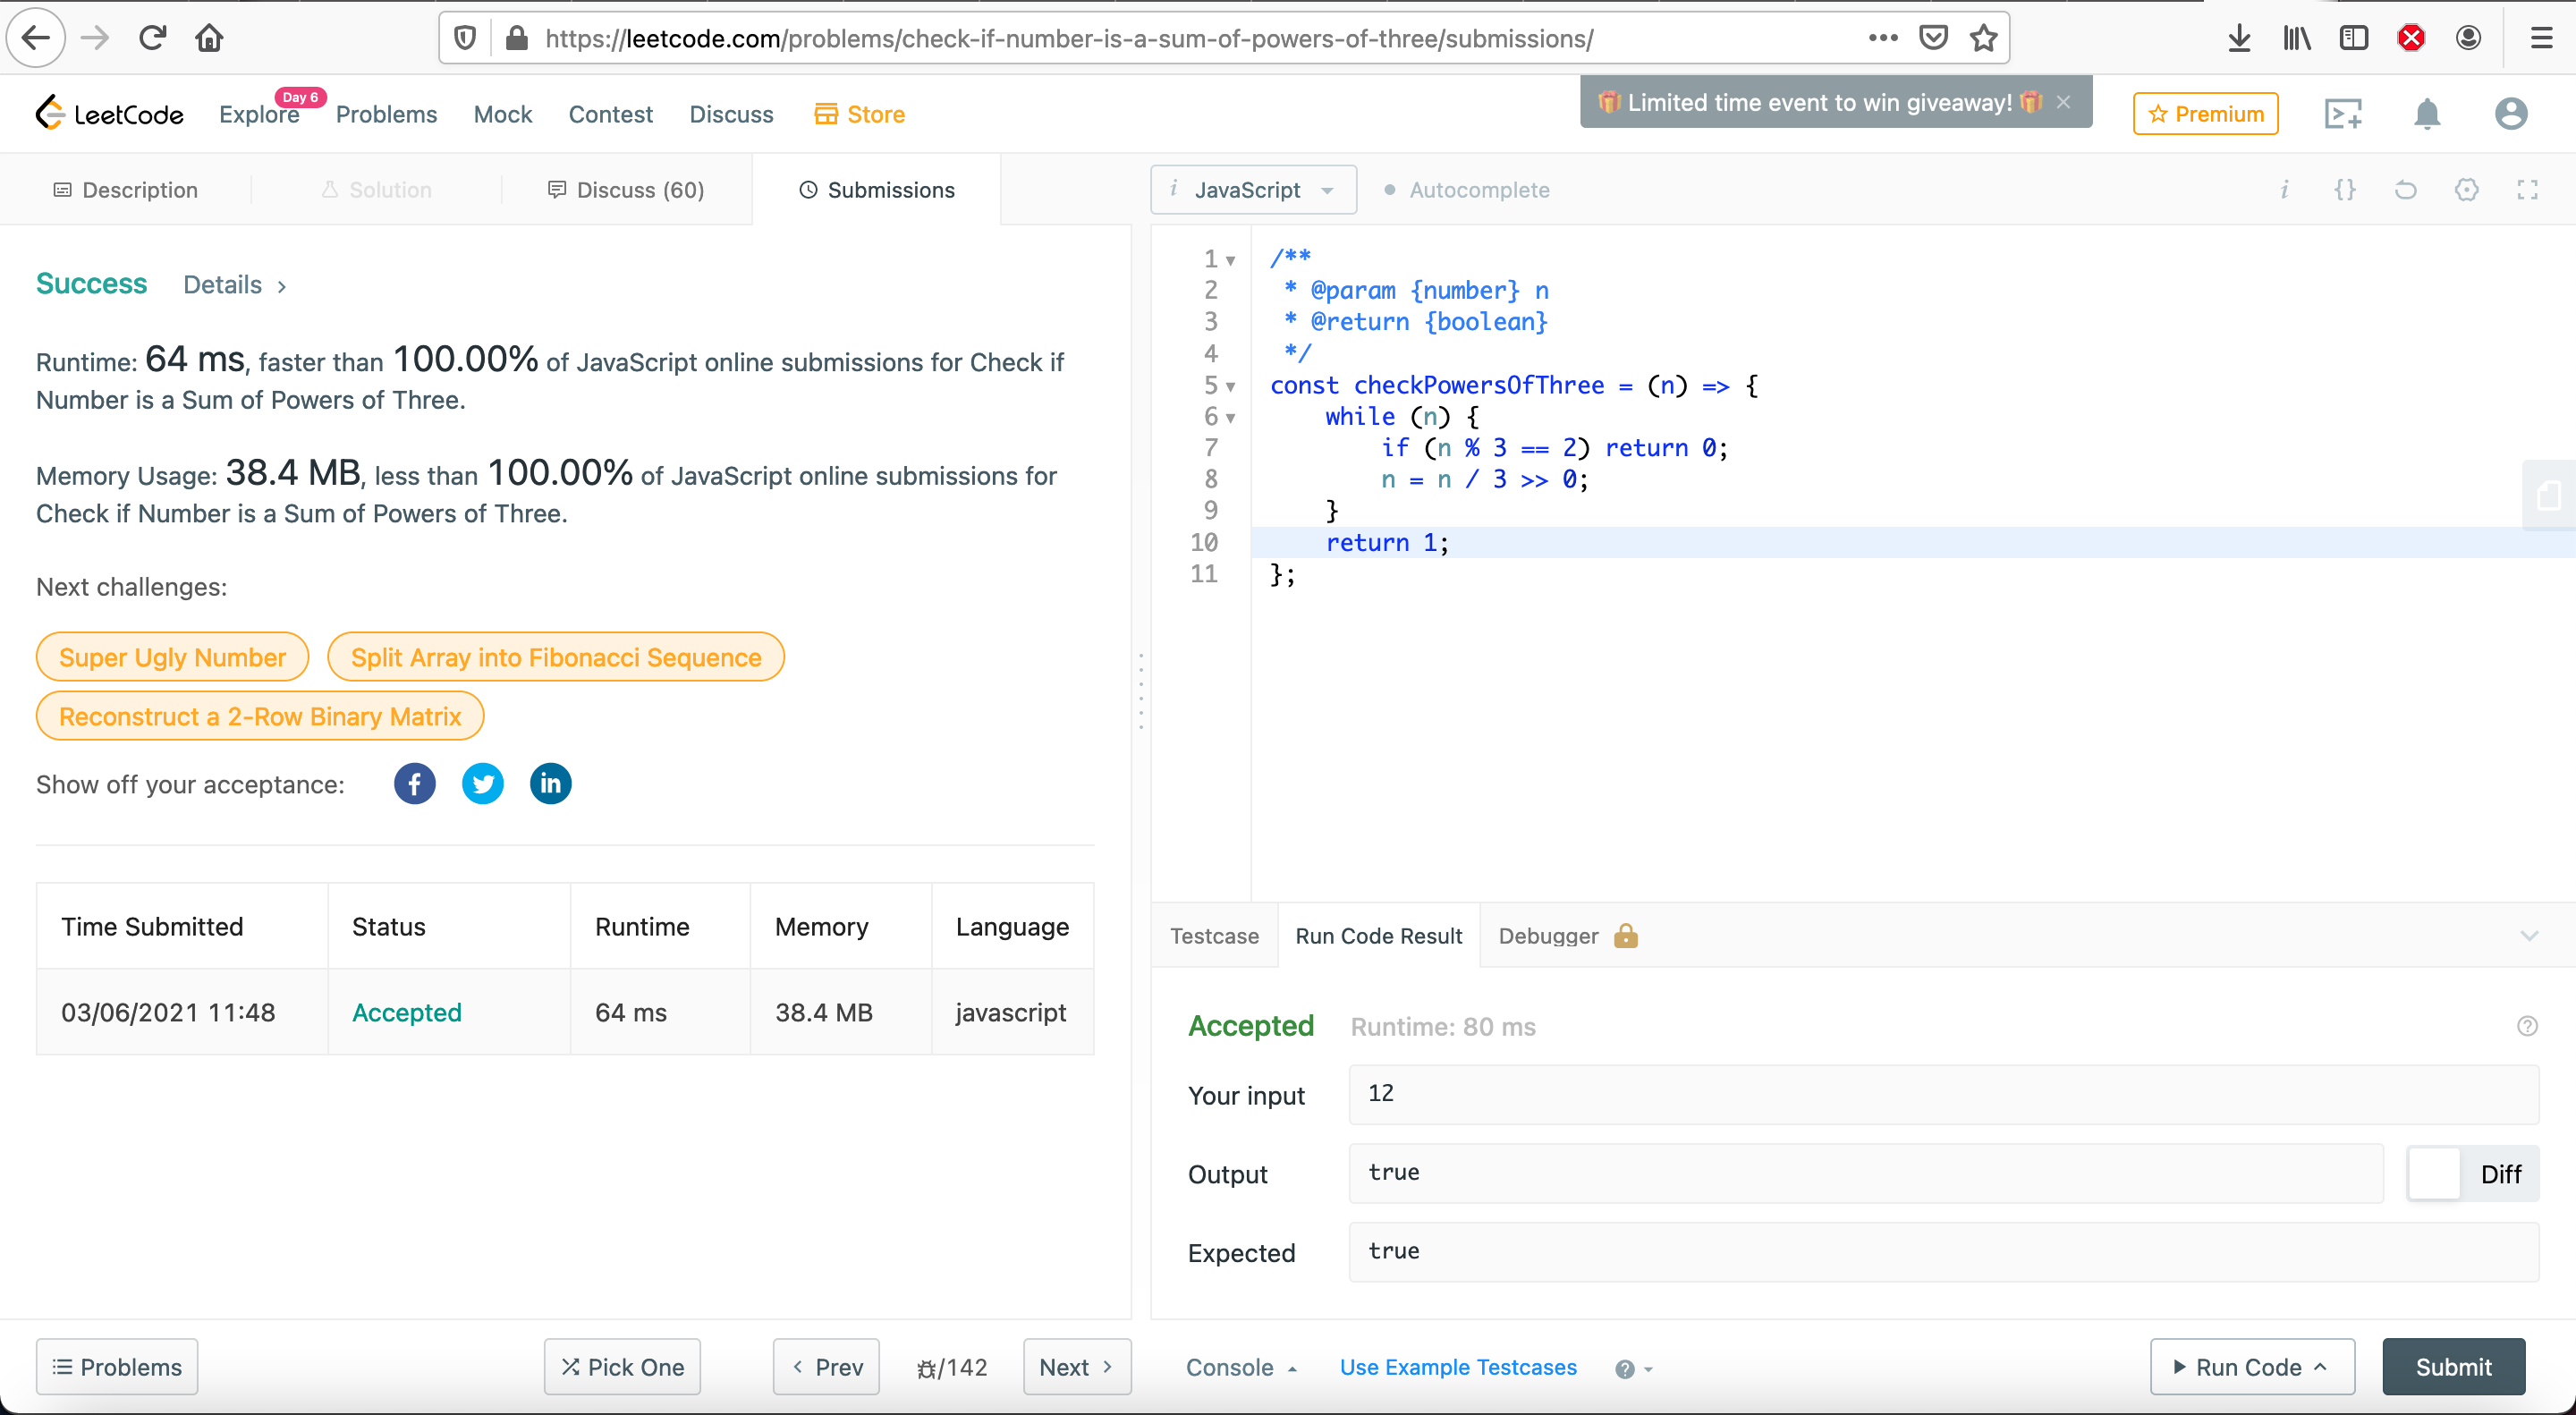 https://leetcode.com/problems/check-if-number-is-a-sum-of-powers-of-three/submissions/
LeetCode Explore Day 6 Problems Mock Contest Discuss Store Limited time event to win giveaway! × Premium
Description Solution Discuss (60) Submissions
JavaScript Autocomplete
Success Details >
Runtime: 64 ms, faster than 100.00% of JavaScript online submissions for Check if
Number is a Sum of Powers of Three.
Memory Usage: 38.4 MB, less than 100.00% of JavaScript online submissions for
Check if Number is a Sum of Powers of Three.
Next challenges:
Super Ugly Number Split Array into Fibonacci Sequence
Reconstruct a 2-Row Binary Matrix
Show off your acceptance:
Time Submitted Status Runtime Memory Language
03/06/2021 11:48 Accepted 64 ms 38.4 MB javascript
1 /**
2 * @param {number} n
3 * @return {boolean}
4 */
5 const checkPowersOfThree = (n) => {
6 while (n) {
7 if (n % 3 == 2) return 0;
8 n = n / 3 >> 0;
9 }
10 return 1;
11 };
Testcase Run Code Result Debugger
Accepted Runtime: 80 ms
Your input 12
Output true Diff
Expected true
Problems Pick One < Prev /142 Next >
Console Use Example Testcases Run Code Submit